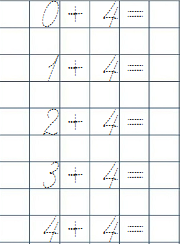 0 + 4 =
1 + 4 =
2 + 4 =
3 + 4 =
4 + 4 =